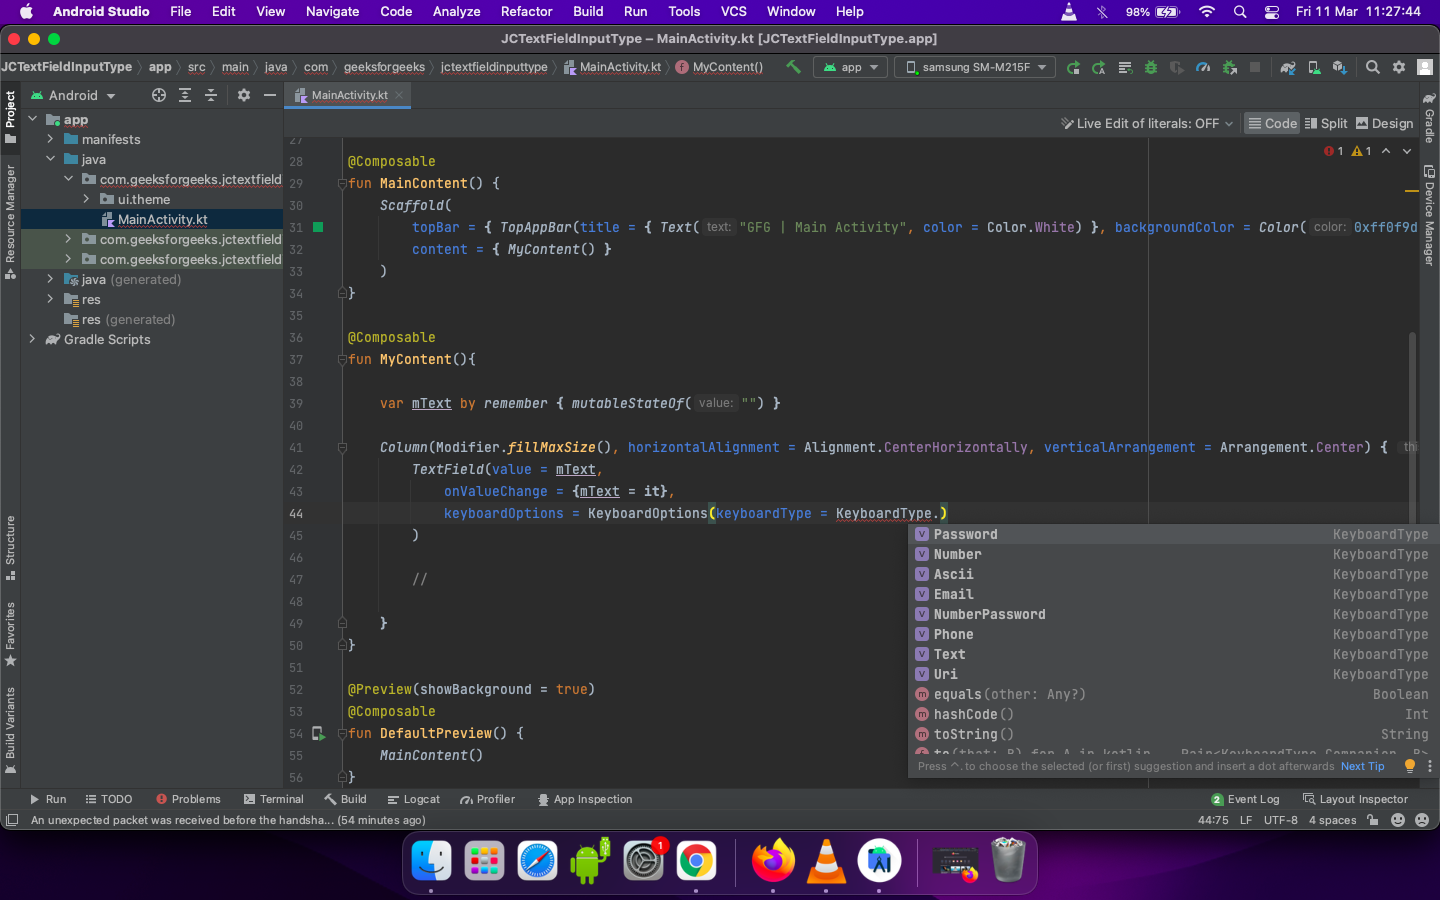 Android Studio File Edit View Navigate Code Analyze Refactor Build Run Tools VCS Window Help 98% Fri 11 Mar 11:27:44
JCTextFieldInputType – MainActivity.kt [JCTextFieldInputType.app]
JCTextFieldInputType app src main java com geeksforgeeks jctextfieldinputtype MainActivity.kt MyContent() app samsung SM-M215F
Android MainActivity.kt
Live Edit of literals: OFF Code Split Design
Project
Resource Manager
Structure
Favorites
Build Variants
app
manifests
java
com.geeksforgeeks.jctextfield
ui.theme
MainActivity.kt
com.geeksforgeeks.jctextfield
com.geeksforgeeks.jctextfield
java (generated)
res
res (generated)
Gradle Scripts
Gradle
Device Manager
1 1
27
28 @Composable
29 fun MainContent() {
30 Scaffold(
31 topBar = { TopAppBar(title = { Text( text: "GFG | Main Activity", color = Color.White) }, backgroundColor = Color( color: 0xff0f9d
32 content = { MyContent() }
33 )
34 }
35
36 @Composable
37 fun MyContent(){
38
39 var mText by remember { mutableStateOf( value: "") }
40
41 Column(Modifier.fillMaxSize(), horizontalAlignment = Alignment.CenterHorizontally, verticalArrangement = Arrangement.Center) { thi
42 TextField(value = mText,
43 onValueChange = {mText = it},
44 keyboardOptions = KeyboardOptions(keyboardType = KeyboardType.)
45 )
46
47 //
48
49 }
50 }
51
52 @Preview(showBackground = true)
53 @Composable
54 fun DefaultPreview() {
55 MainContent()
56 }
Password KeyboardType
Number KeyboardType
Ascii KeyboardType
Email KeyboardType
NumberPassword KeyboardType
Phone KeyboardType
Text KeyboardType
Uri KeyboardType
equals(other: Any?) Boolean
hashCode() Int
toString() String
to(that: B) for A in kotlin Pair<KeyboardType.Companion, B>
Press ^. to choose the selected (or first) suggestion and insert a dot afterwards Next Tip
Run TODO Problems Terminal Build Logcat Profiler App Inspection 2 Event Log Layout Inspector
An unexpected packet was received before the handsha... (54 minutes ago) 44:75 LF UTF-8 4 spaces
1